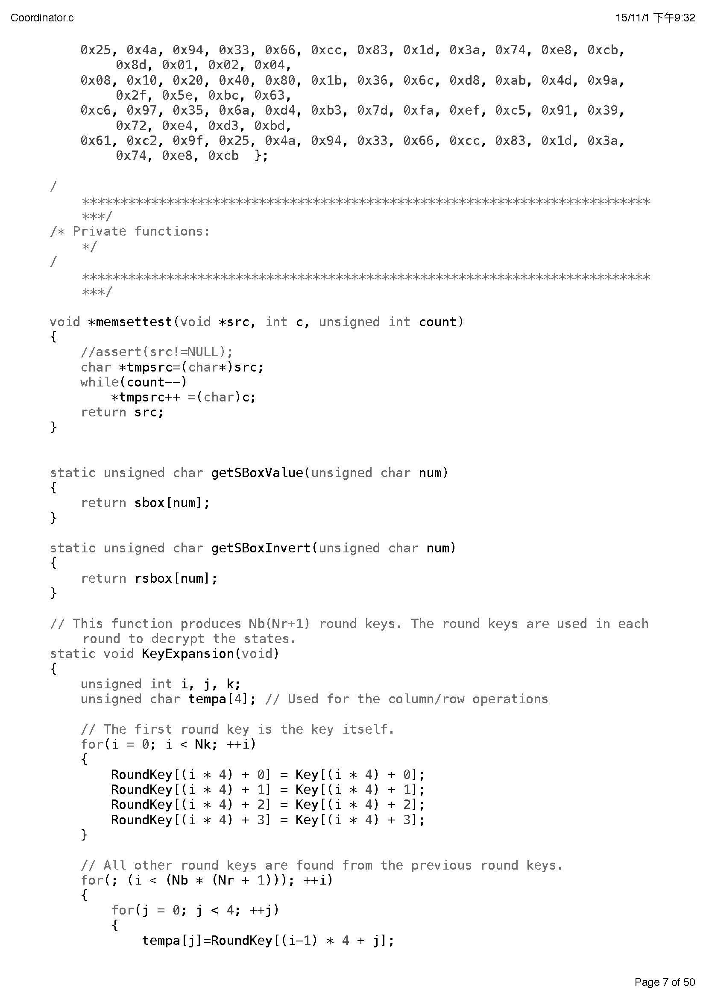 Coordinator.c
15/11/1 下午9:32
0x25, 0x4a, 0x94, 0x33, 0x66, 0xcc, 0x83, 0x1d, 0x3a, 0x74, 0xe8, 0xcb,
0x8d, 0x01, 0x02, 0x04,
0x08, 0x10, 0x20, 0x40, 0x80, 0x1b, 0x36, 0x6c, 0xd8, 0xab, 0x4d, 0x9a,
0x2f, 0x5e, 0xbc, 0x63,
0xc6, 0x97, 0x35, 0x6a, 0xd4, 0xb3, 0x7d, 0xfa, 0xef, 0xc5, 0x91, 0x39,
0x72, 0xe4, 0xd3, 0xbd,
0x61, 0xc2, 0x9f, 0x25, 0x4a, 0x94, 0x33, 0x66, 0xcc, 0x83, 0x1d, 0x3a,
0x74, 0xe8, 0xcb  };
/
**************************************************************************
***/
/* Private functions:
*/
/
**************************************************************************
***/
void *memsettest(void *src, int c, unsigned int count)
{
//assert(src!=NULL);
char *tmpsrc=(char*)src;
while(count--)
*tmpsrc++ =(char)c;
return src;
}
static unsigned char getSBoxValue(unsigned char num)
{
return sbox[num];
}
static unsigned char getSBoxInvert(unsigned char num)
{
return rsbox[num];
}
// This function produces Nb(Nr+1) round keys. The round keys are used in each
round to decrypt the states.
static void KeyExpansion(void)
{
unsigned int i, j, k;
unsigned char tempa[4]; // Used for the column/row operations
// The first round key is the key itself.
for(i = 0; i < Nk; ++i)
{
RoundKey[(i * 4) + 0] = Key[(i * 4) + 0];
RoundKey[(i * 4) + 1] = Key[(i * 4) + 1];
RoundKey[(i * 4) + 2] = Key[(i * 4) + 2];
RoundKey[(i * 4) + 3] = Key[(i * 4) + 3];
}
// All other round keys are found from the previous round keys.
for(; (i < (Nb * (Nr + 1))); ++i)
{
for(j = 0; j < 4; ++j)
{
tempa[j]=RoundKey[(i-1) * 4 + j];
Page 7 of 50